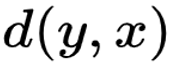 d(y, x)